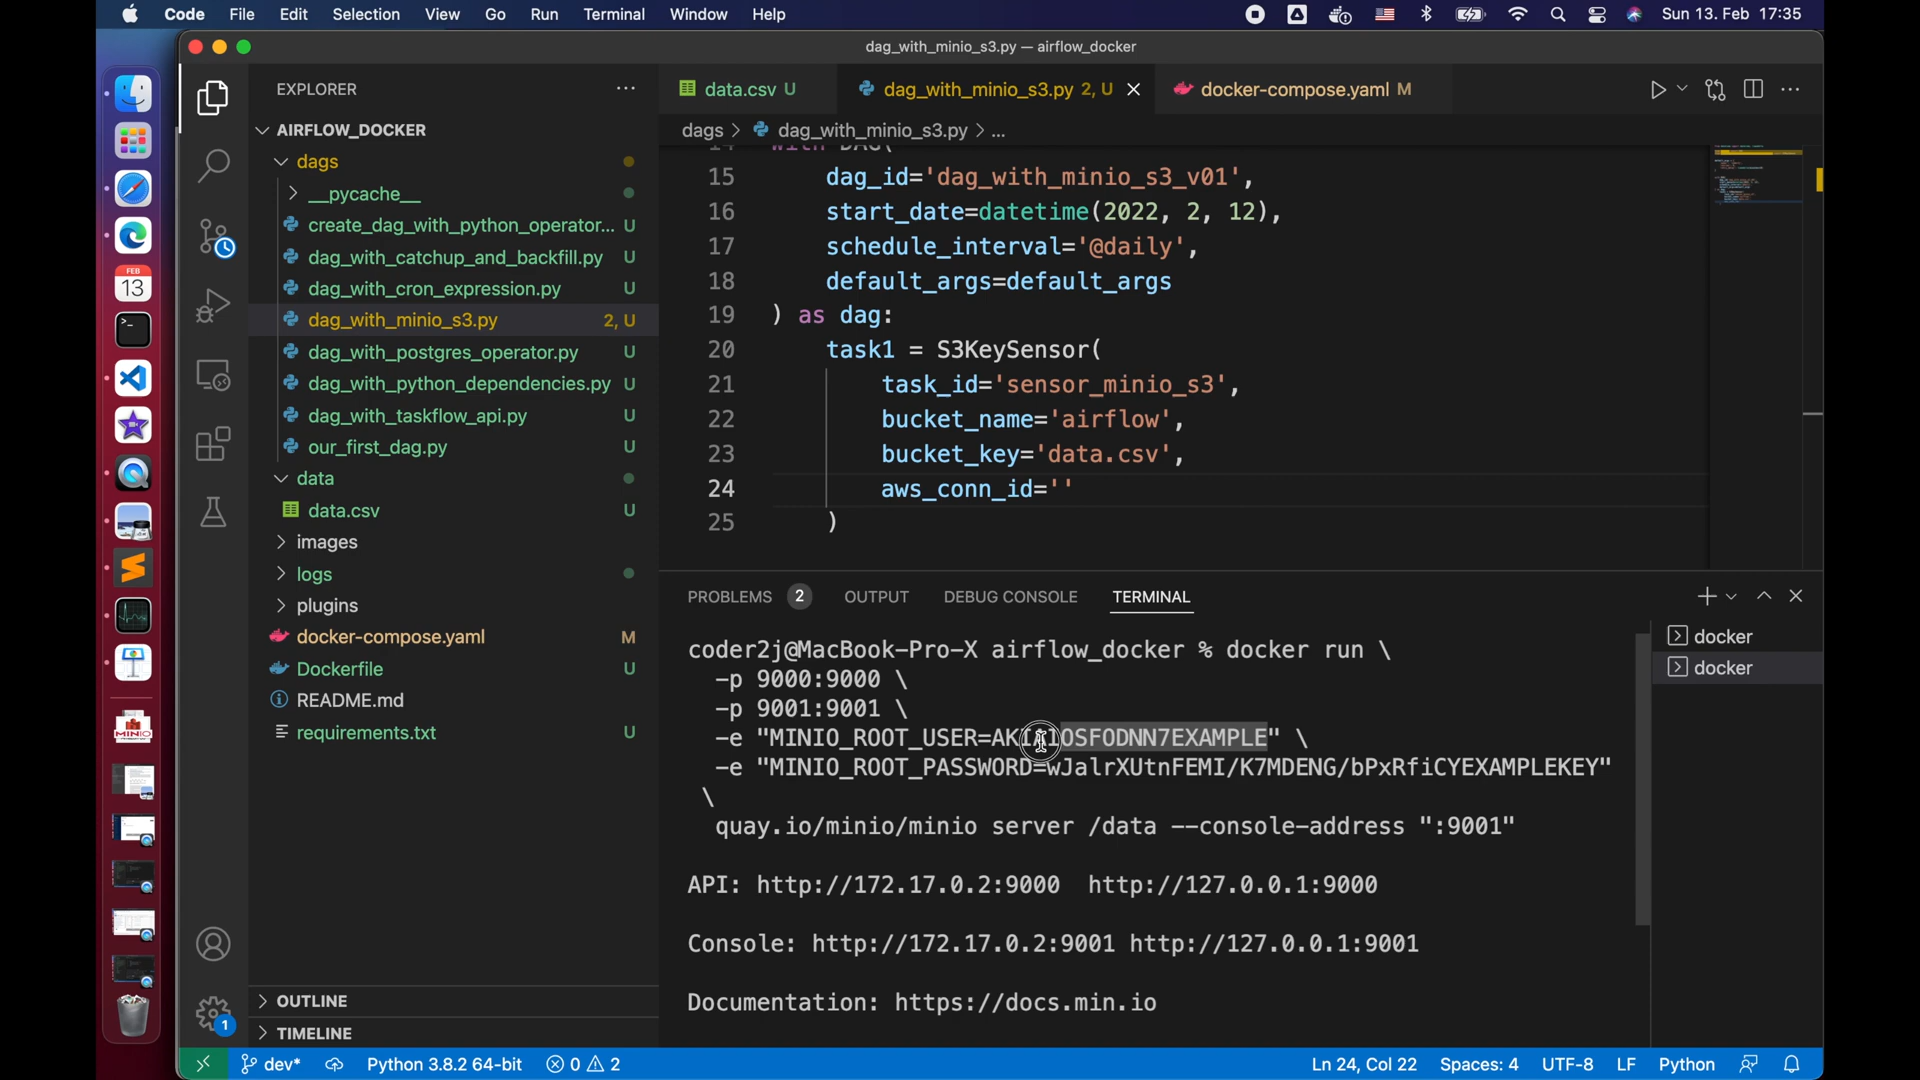 Code File Edit Selection View Go Run Terminal Window Help
Sun 13. Feb 17:35
dag_with_minio_s3.py — airflow_docker
EXPLORER
AIRFLOW_DOCKER
dags
__pycache__
create_dag_with_python_operator... U
dag_with_catchup_and_backfill.py U
dag_with_cron_expression.py U
dag_with_minio_s3.py 2, U
dag_with_postgres_operator.py U
dag_with_python_dependencies.py U
dag_with_taskflow_api.py U
our_first_dag.py U
data
data.csv U
images
logs
plugins
docker-compose.yaml M
Dockerfile U
README.md
requirements.txt U
OUTLINE
TIMELINE
FEB
13
1
data.csv U
dag_with_minio_s3.py 2, U
docker-compose.yaml M
dags > dag_with_minio_s3.py > ...
14 with DAG(
15 dag_id='dag_with_minio_s3_v01',
16 start_date=datetime(2022, 2, 12),
17 schedule_interval='@daily',
18 default_args=default_args
19 ) as dag:
20 task1 = S3KeySensor(
21 task_id='sensor_minio_s3',
22 bucket_name='airflow',
23 bucket_key='data.csv',
24 aws_conn_id=''
25 )
PROBLEMS 2 OUTPUT DEBUG CONSOLE TERMINAL
coder2j@MacBook-Pro-X airflow_docker % docker run \
-p 9000:9000 \
-p 9001:9001 \
-e "MINIO_ROOT_USER=AKIAIOSFODNN7EXAMPLE" \
-e "MINIO_ROOT_PASSWORD=wJalrXUtnFEMI/K7MDENG/bPxRfiCYEXAMPLEKEY"
\
quay.io/minio/minio server /data --console-address ":9001"
API: http://172.17.0.2:9000 http://127.0.0.1:9000
Console: http://172.17.0.2:9001 http://127.0.0.1:9001
Documentation: https://docs.min.io
docker
docker
dev* Python 3.8.2 64-bit 0 2
Ln 24, Col 22 Spaces: 4 UTF-8 LF Python